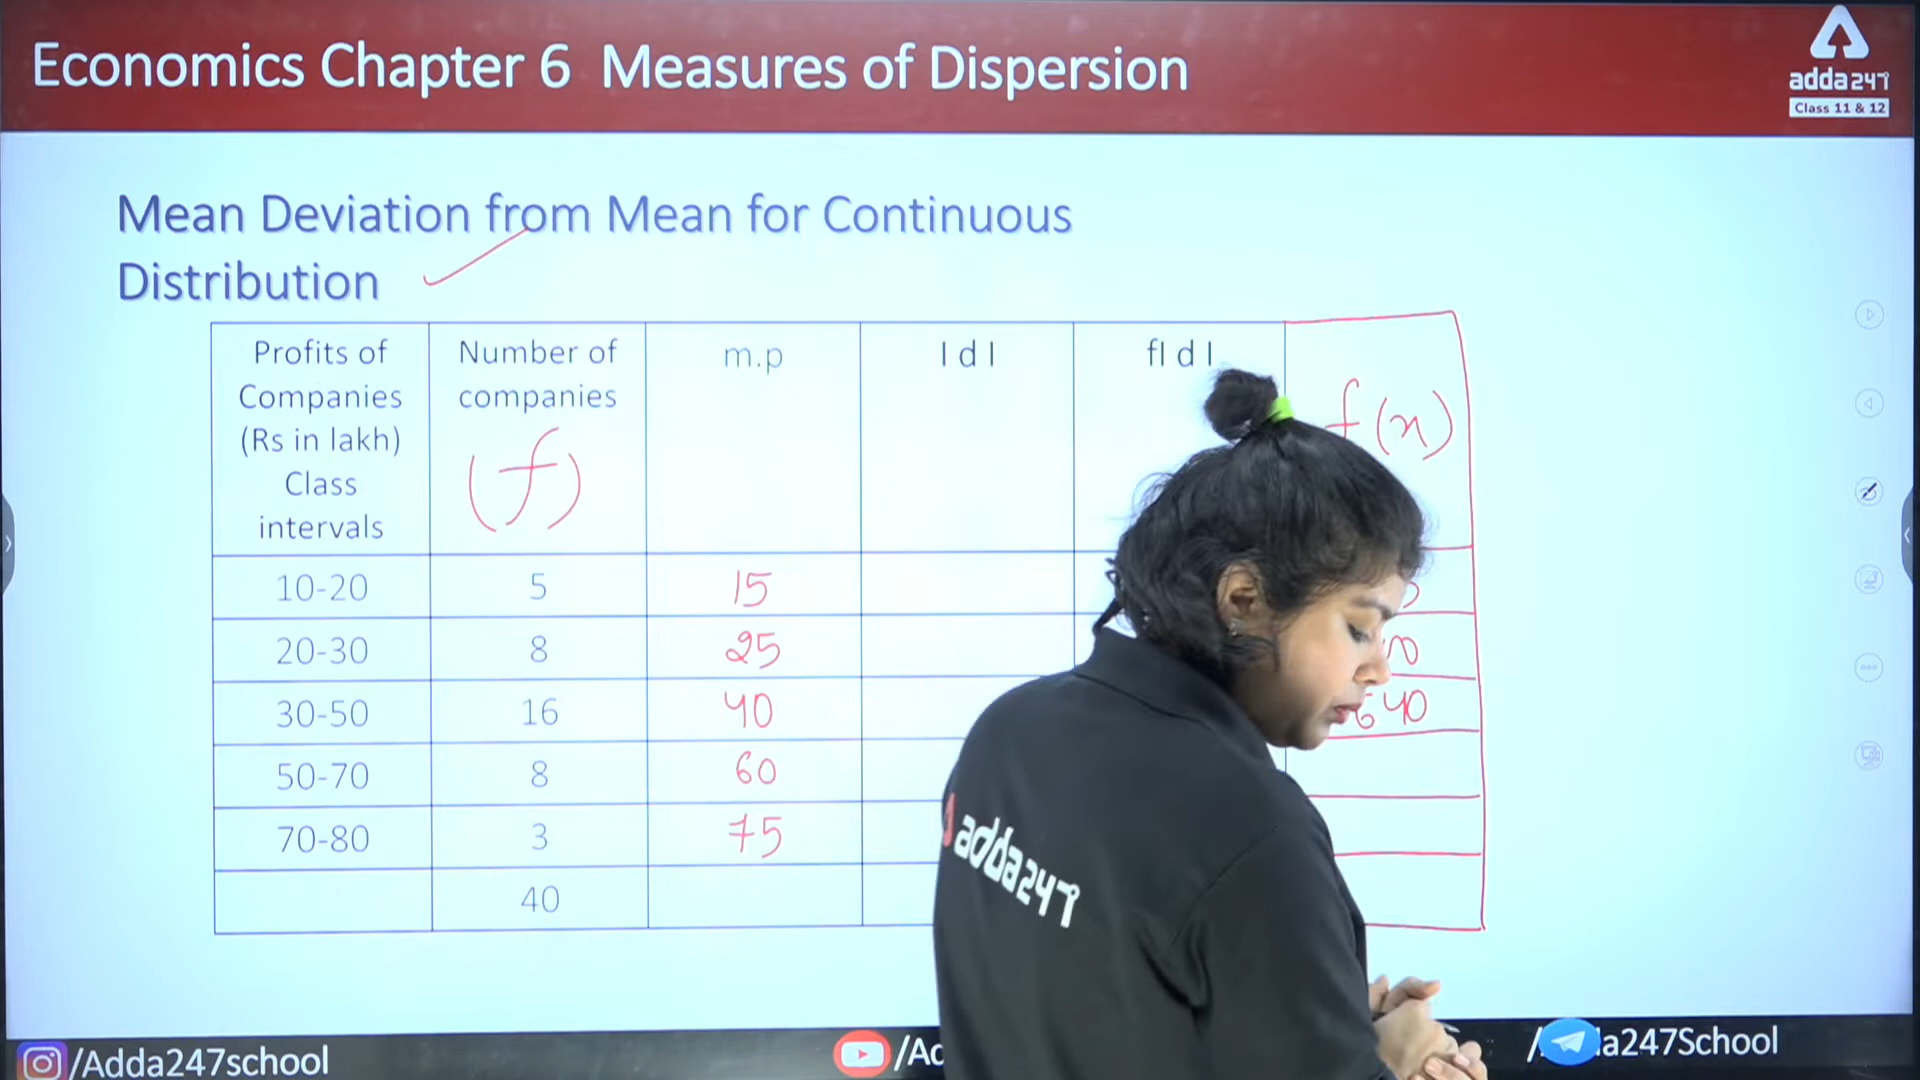 Economics Chapter 6 Measures of Dispersion
adda247
Class 11 & 12
Mean Deviation from Mean for Continuous
Distribution
Profits of
Companies
(Rs in lakh)
Class
intervals
Number of
companies
(f)
m.p
I d I
fI d I
f(x)
10-20 5 15
20-30 8 25
30-50 16 40 640
50-70 8 60
70-80 3 75
40
adda247
/Adda247school